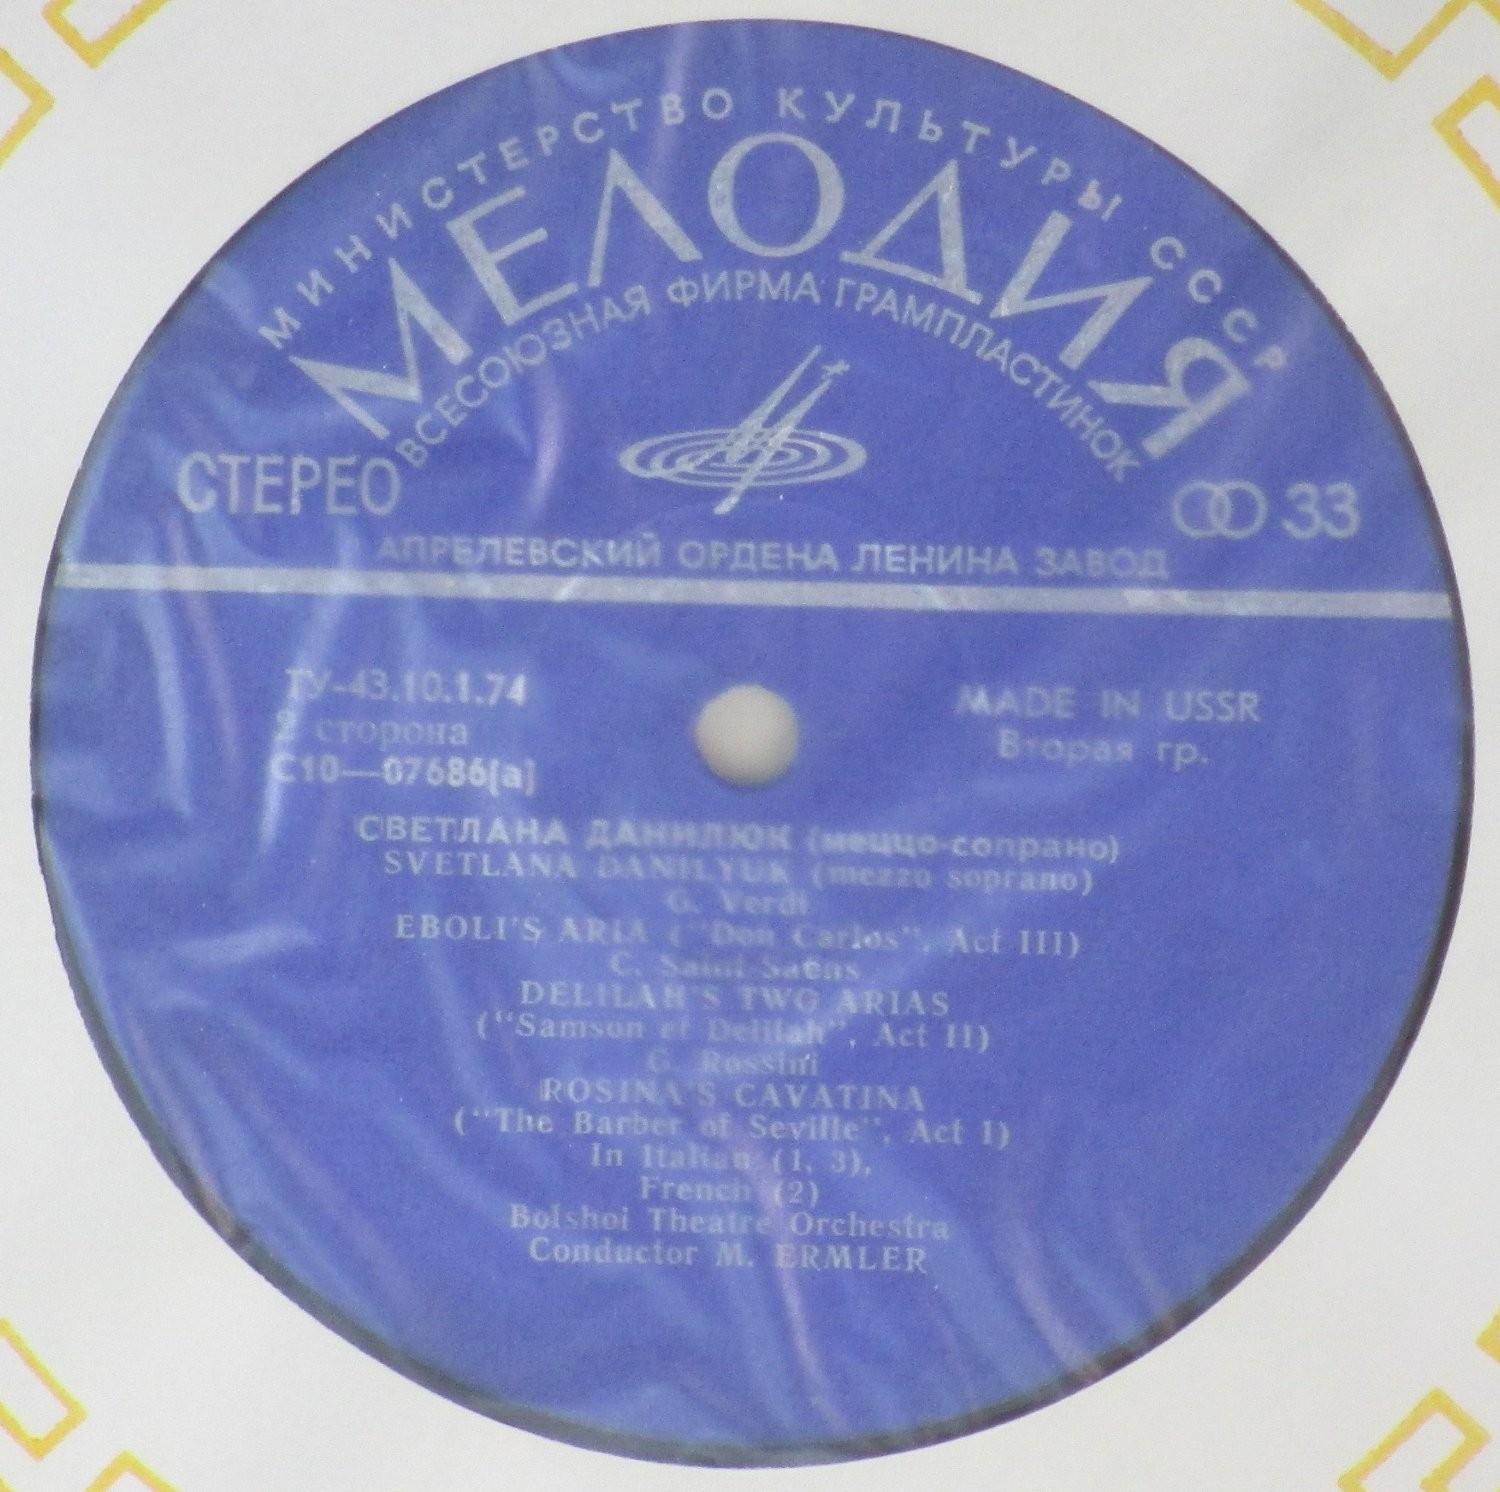 МИНИСТЕРСТВО КУЛЬТУРЫ СССР
МЕЛОДИЯ
ВСЕСОЮЗНАЯ ФИРМА ГРАМПЛАСТИНОК
СТЕРЕО
33
АПРЕЛЕВСКИЙ ОРДЕНА ЛЕНИНА ЗАВОД
ТУ-43.10.1.74
2 сторона
С10—07686(а)
MADE IN USSR
Вторая гр.
СВЕТЛАНА ДАНИЛЮК (меццо-сопрано)
SVETLANA DANILYUK (mezzo soprano)
G. Verdi
EBOLI'S ARIA ("Don Carlos", Act III)
C. Saint-Saens
DELILAH'S TWO ARIAS
("Samson et Delilah", Act II)
G. Rossini
ROSINA'S CAVATINA
("The Barber of Seville", Act I)
In Italian (1, 3),
French (2)
Bolshoi Theatre Orchestra
Conductor M. ERMLER